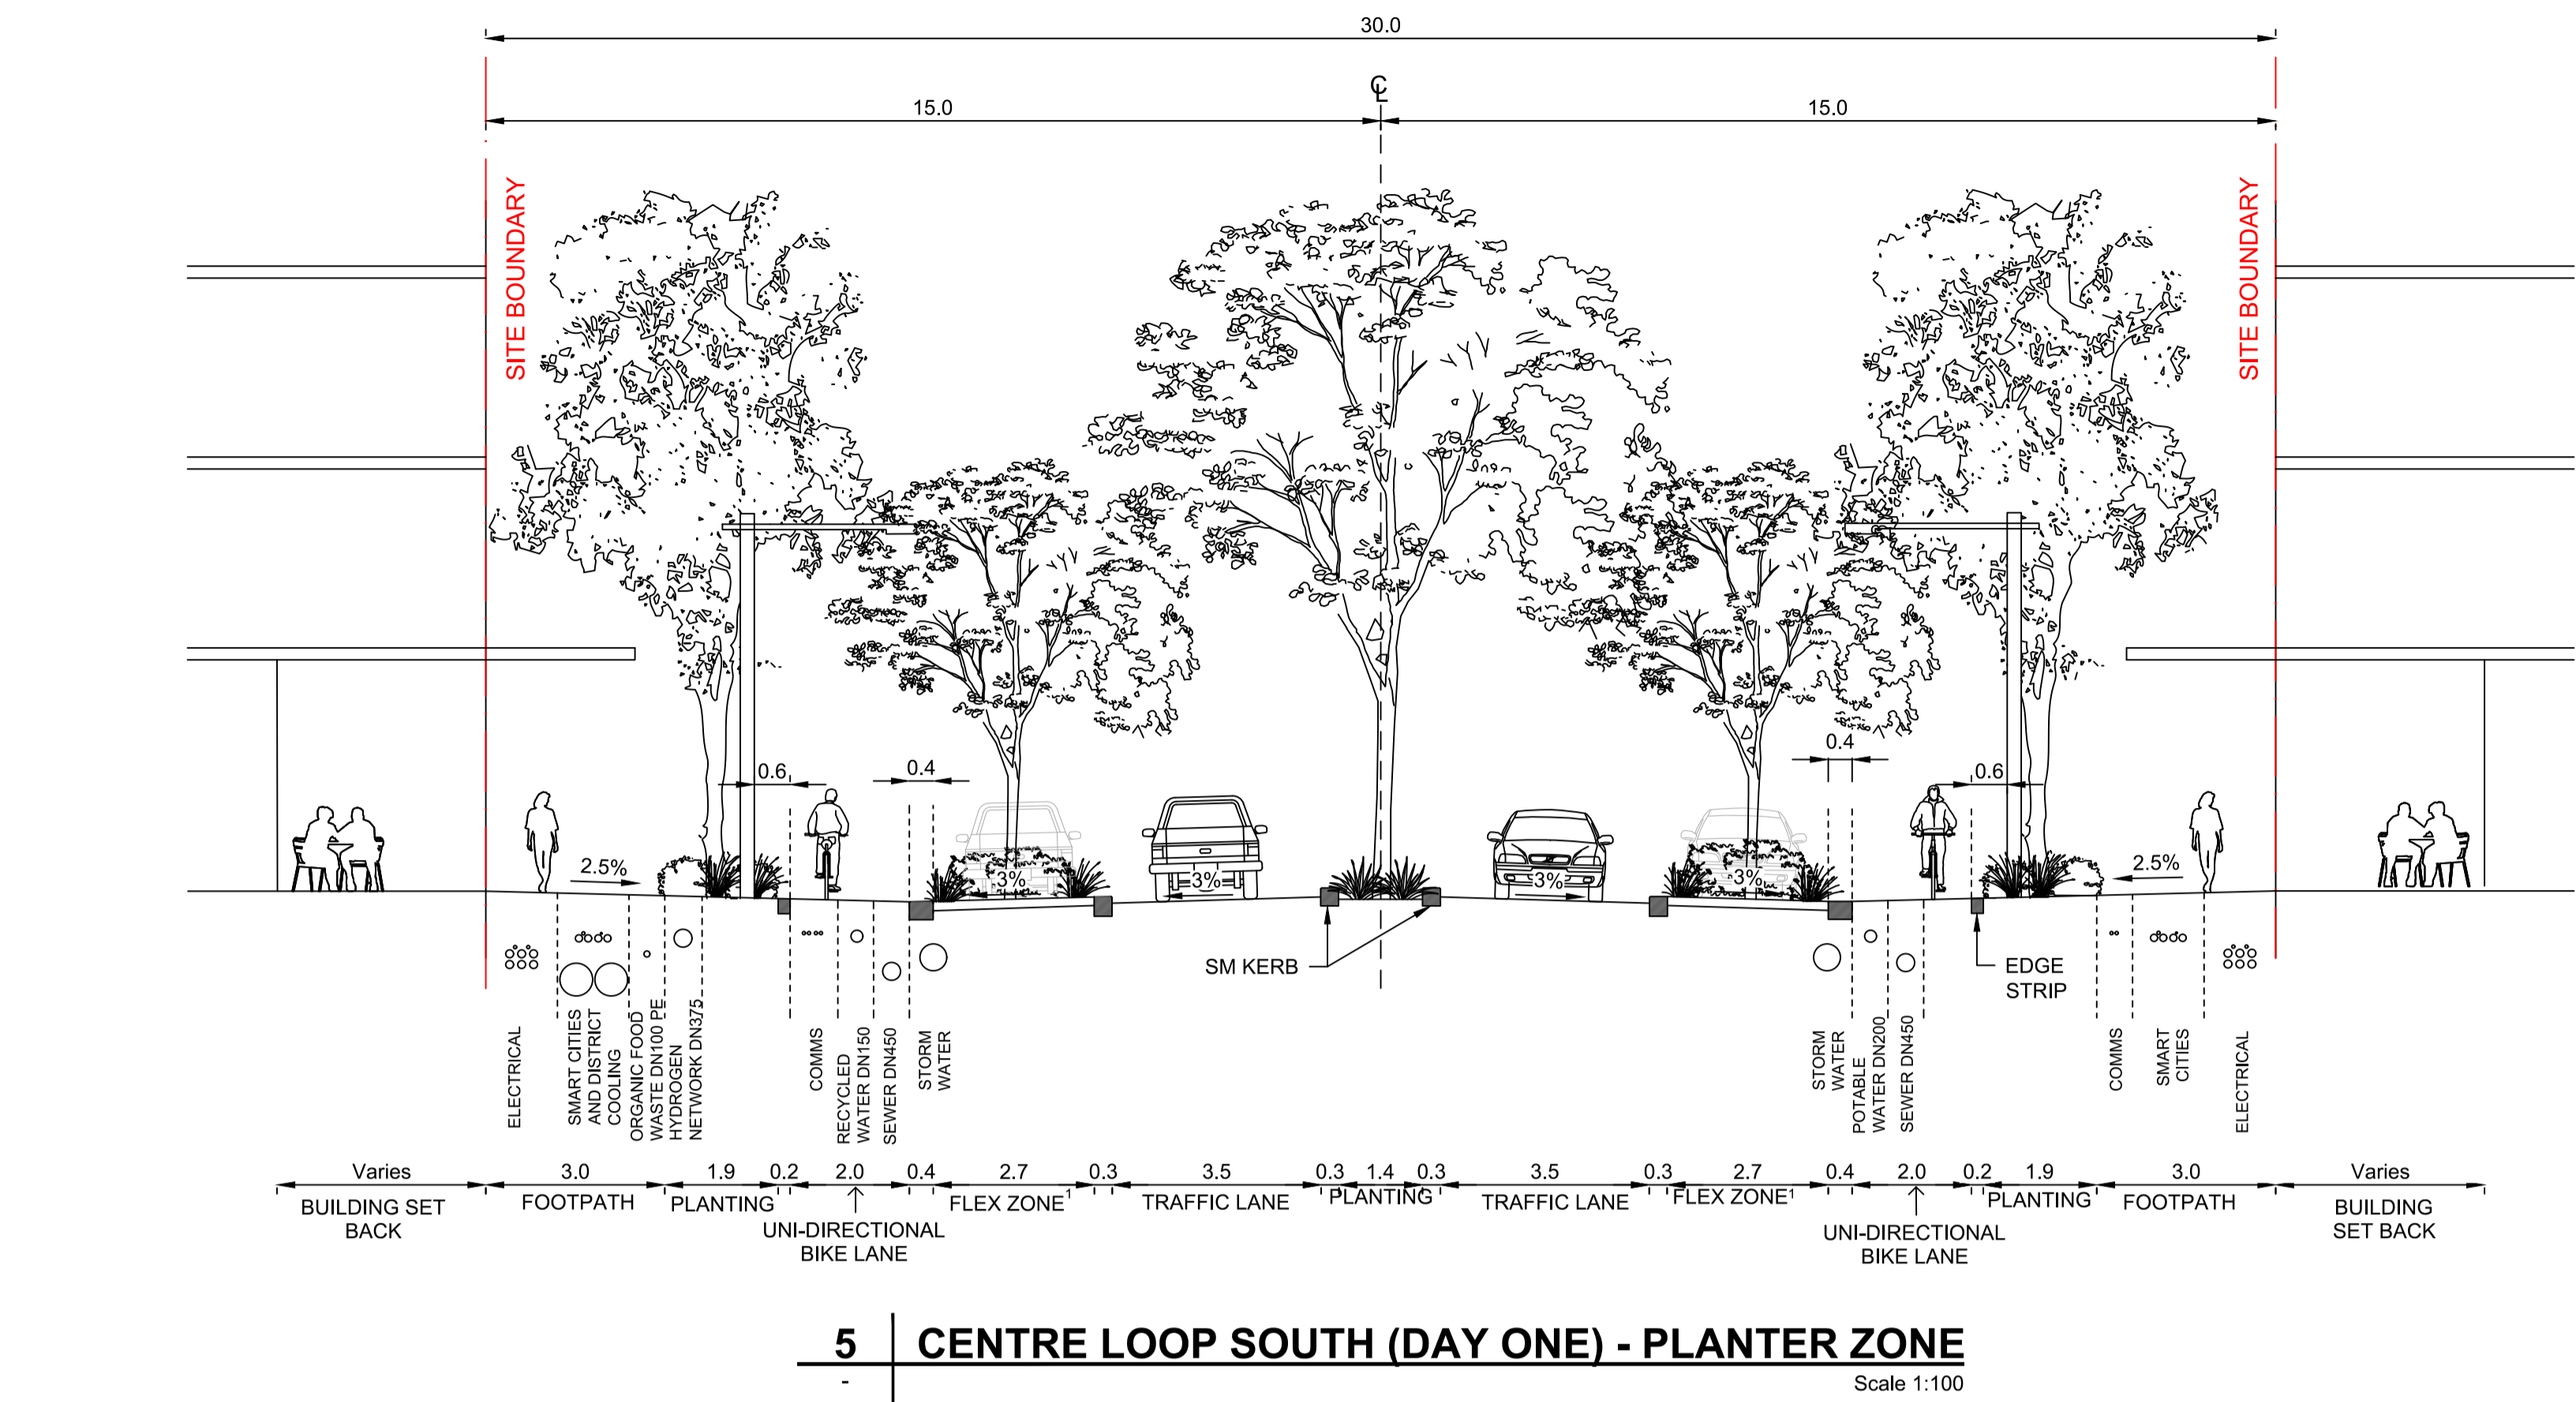 30.0
℄
15.0
15.0
SITE BOUNDARY
SITE BOUNDARY
0.6
0.4
0.4
0.6
2.5%
3%
3%
3%
3%
2.5%
SM KERB
EDGE
STRIP
ELECTRICAL
SMART CITIES
AND DISTRICT
COOLING
ORGANIC FOOD
WASTE DN100 PE
HYDROGEN
NETWORK DN375
COMMS
RECYCLED
WATER DN150
SEWER DN450
STORM
WATER
STORM
WATER
POTABLE
WATER DN200
SEWER DN450
COMMS
SMART
CITIES
ELECTRICAL
Varies 3.0 1.9 0.2 2.0 0.4 2.7 0.3 3.5 0.3 1.4 0.3 3.5 0.3 2.7 0.4 2.0 0.2 1.9 3.0 Varies
BUILDING SET
BACK
FOOTPATH
PLANTING
UNI-DIRECTIONAL
BIKE LANE
FLEX ZONE¹
TRAFFIC LANE
PLANTING
TRAFFIC LANE
FLEX ZONE¹
UNI-DIRECTIONAL
BIKE LANE
PLANTING
FOOTPATH
BUILDING
SET BACK
5 CENTRE LOOP SOUTH (DAY ONE) - PLANTER ZONE
-
Scale 1:100